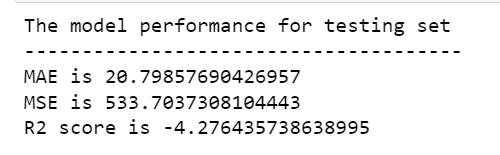 The model performance for testing set
--------------------------------------
MAE is 20.79857690426957
MSE is 533.7037308104443
R2 score is -4.276435738638995